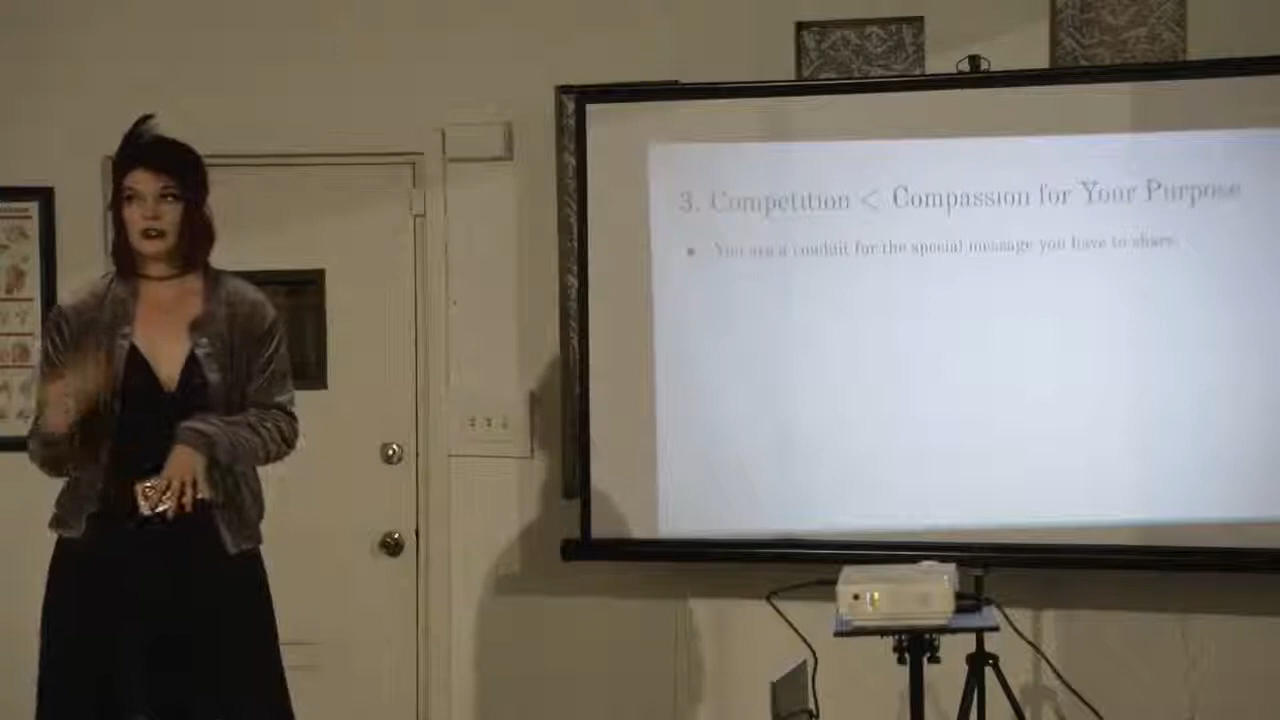 3. Competition < Compassion for Your Purpose
• You are a conduit for the special message you have to share.